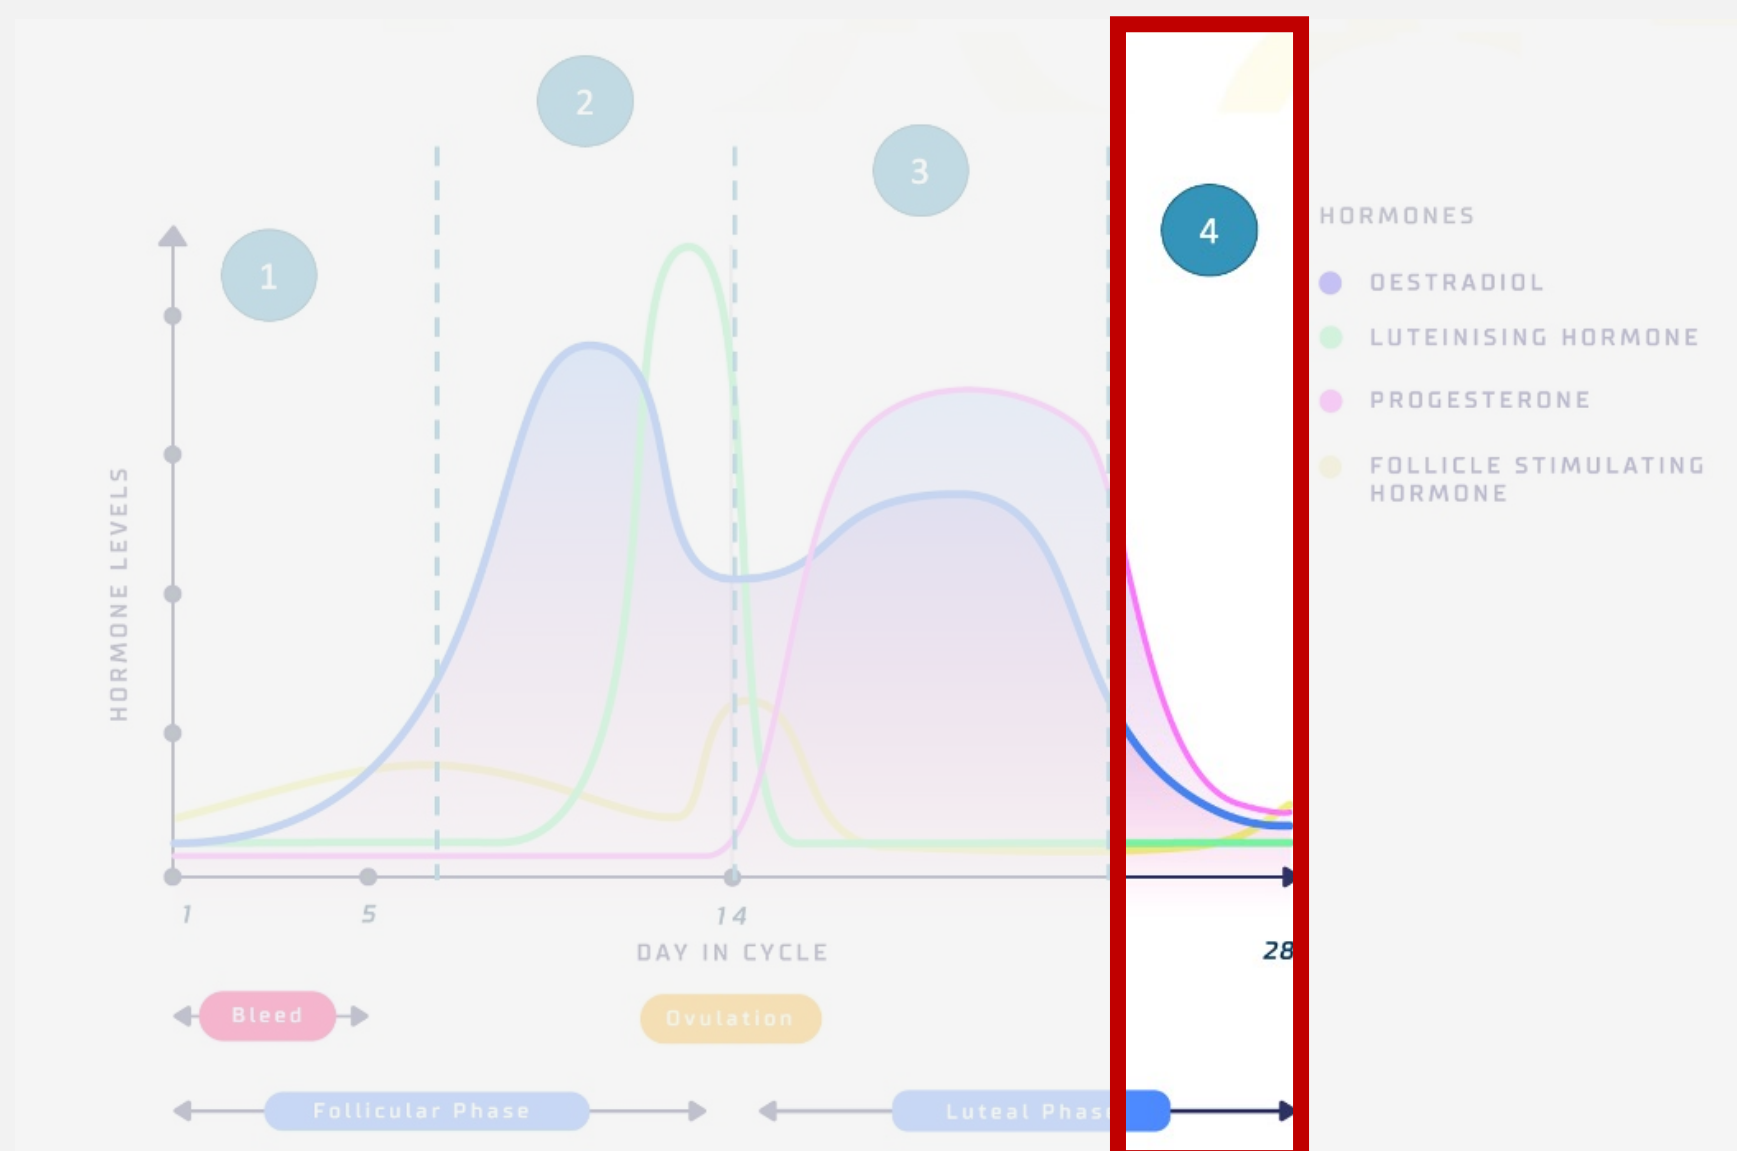 2
3
4
1
HORMONES
OESTRADIOL
LUTEINISING HORMONE
PROGESTERONE
FOLLICLE STIMULATING
HORMONE
HORMONE LEVELS
1
5
14
28
DAY IN CYCLE
Bleed
Ovulation
Follicular Phase
Luteal Phase